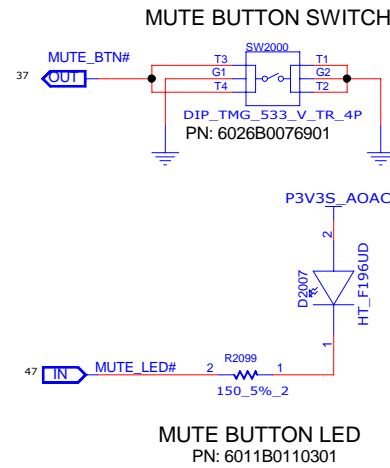 MUTE BUTTON SWITCH
SW2000
MUTE_BTN#
T3
T1
37
OUT
G1
G2
T4
T2
DIP_TMG_533_V_TR_4P
PN: 6026B0076901
P3V3S_AOAC
2
D2007
HT_F196UD
1
R2099
47
IN
MUTE_LED#
2
1
150_5%_2
MUTE BUTTON LED
PN: 6011B0110301